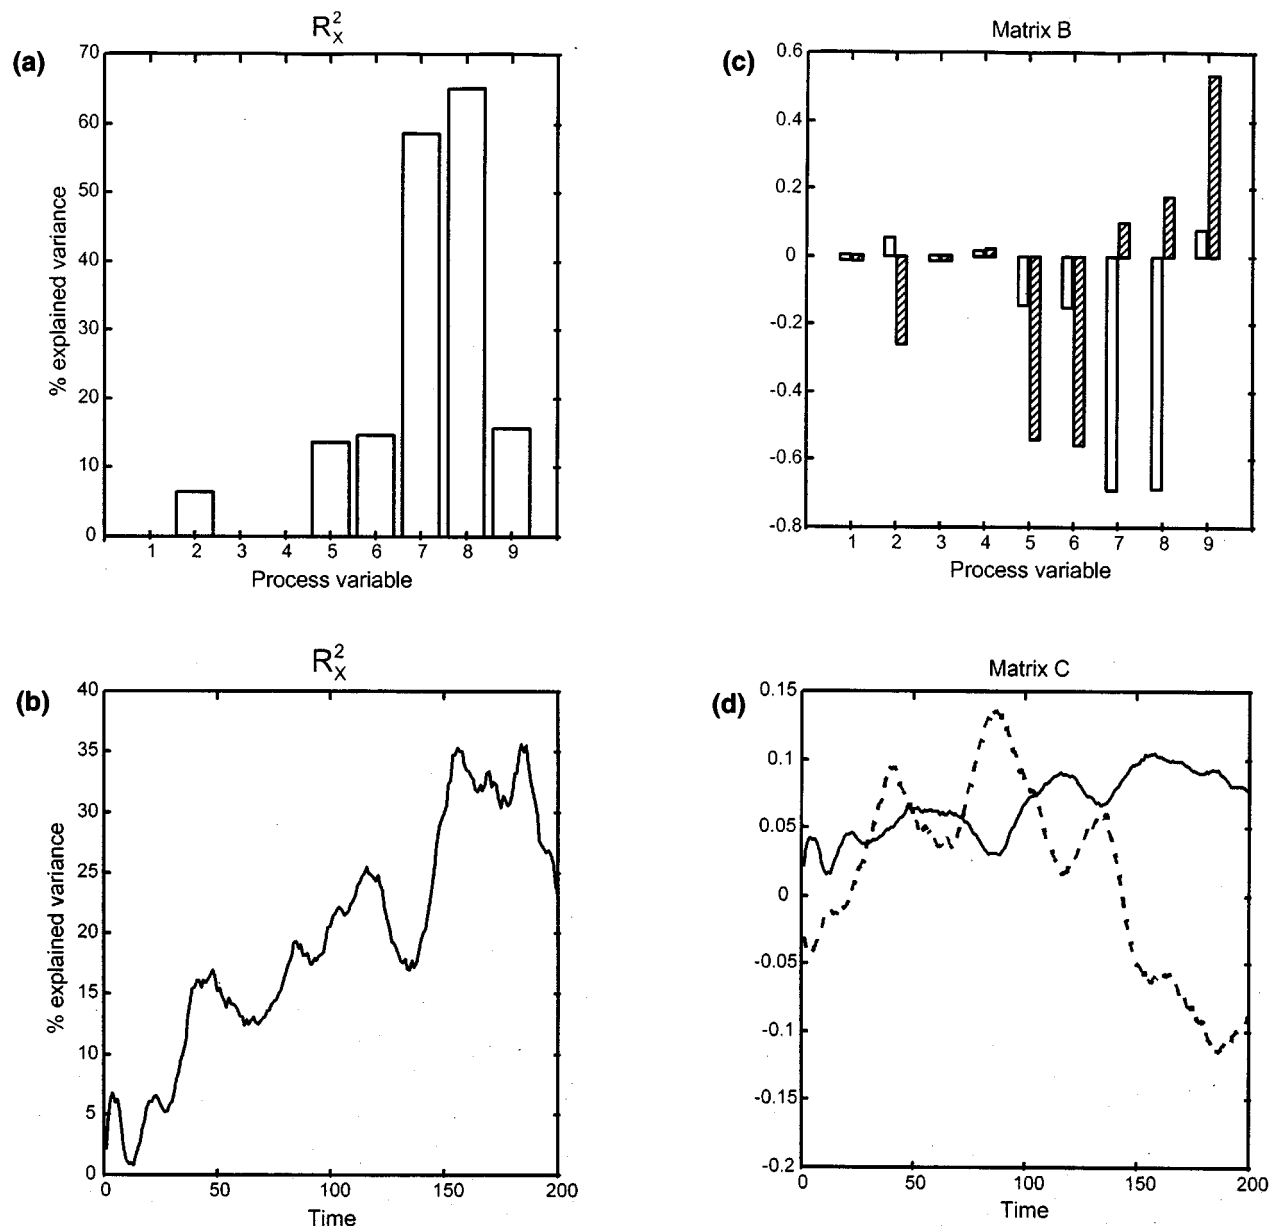 (a)
R²ₓ
% explained variance
70
60
50
40
30
20
10
0
1 2 3 4 5 6 7 8 9
Process variable
(c)
Matrix B
0.6
0.4
0.2
0
-0.2
-0.4
-0.6
-0.8
1 2 3 4 5 6 7 8 9
Process variable
(b)
R²ₓ
% explained variance
40
35
30
25
20
15
10
5
0
0 50 100 150 200
Time
(d)
Matrix C
0.15
0.1
0.05
0
-0.05
-0.1
-0.15
-0.2
0 50 100 150 200
Time